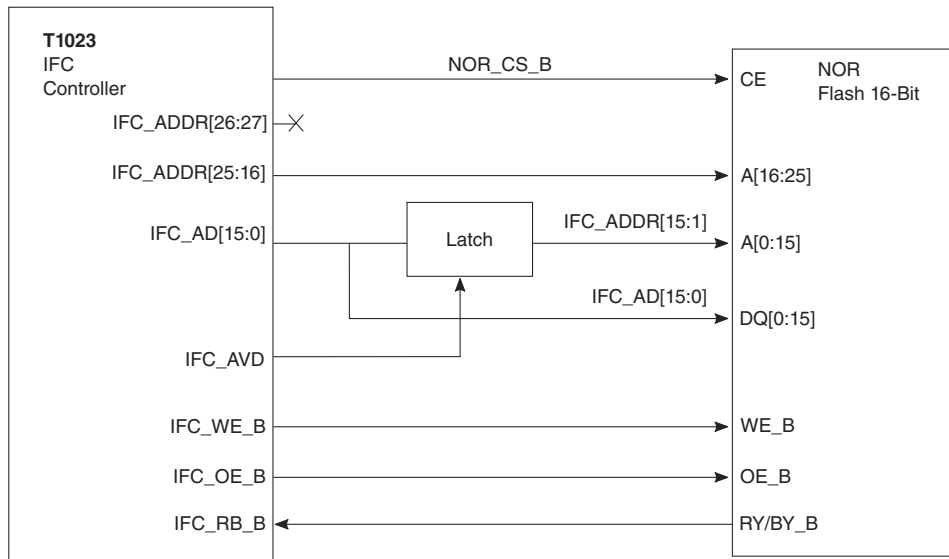 T1023
IFC
Controller
NOR_CS_B
CE
NOR
Flash 16-Bit
IFC_ADDR[26:27]
IFC_ADDR[25:16]
A[16:25]
IFC_AD[15:0]
Latch
IFC_ADDR[15:1]
A[0:15]
IFC_AD[15:0]
DQ[0:15]
IFC_AVD
IFC_WE_B
WE_B
IFC_OE_B
OE_B
IFC_RB_B
RY/BY_B